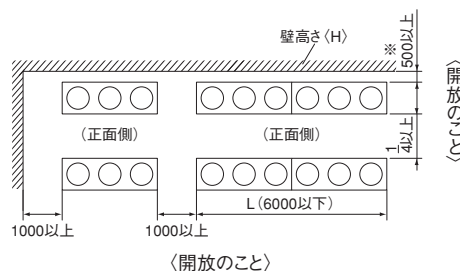 壁高さ〈H〉
※
500以上
(正面側)
(正面側)
1/4以上
〈開放のこと〉
L(6000以下)
1000以上
1000以上
〈開放のこと〉